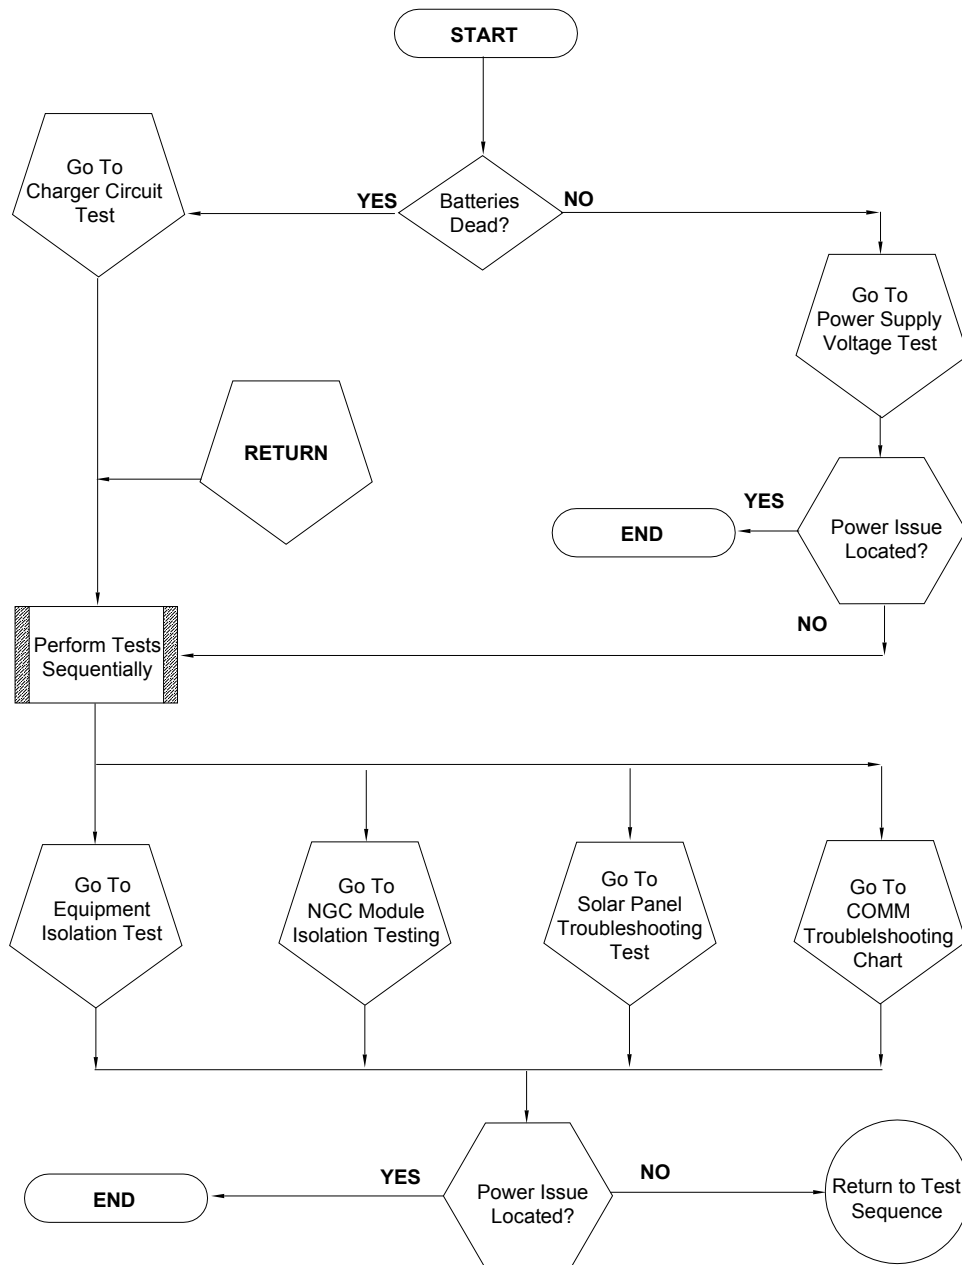 START
Go To
Charger Circuit
Test
YES
Batteries
Dead?
NO
Go To
Power Supply
Voltage Test
RETURN
YES
END
Power Issue
Located?
NO
Perform Tests
Sequentially
Go To
Equipment
Isolation Test
Go To
NGC Module
Isolation Testing
Go To
Solar Panel
Troubleshooting
Test
Go To
COMM
Troublelshooting
Chart
YES
END
Power Issue
Located?
NO
Return to Test
Sequence